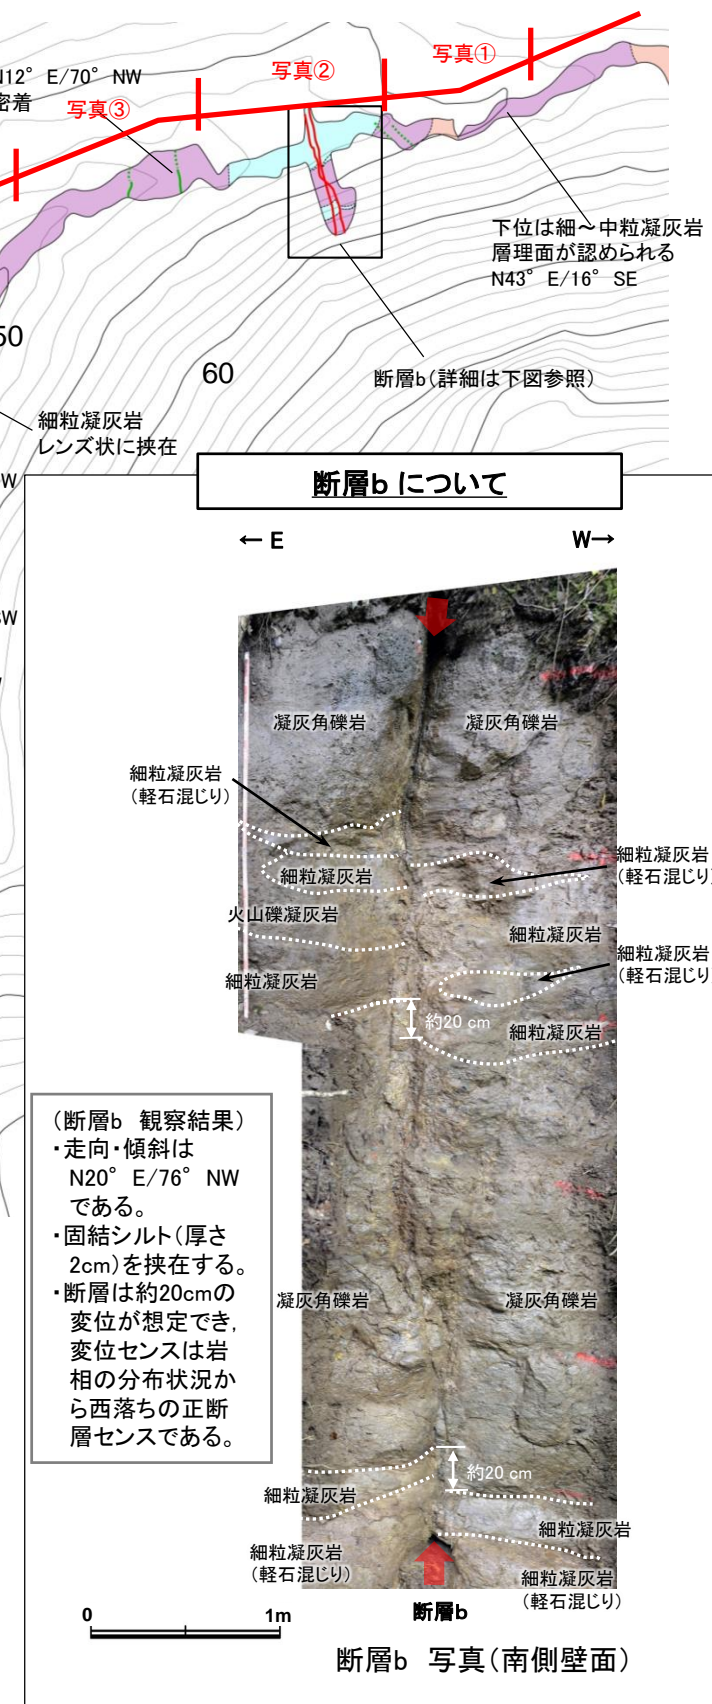 写真①
写真②
N12° E/70° NW
密着
写真③
下位は細～中粒凝灰岩
層理面が認められる
N43° E/16° SE
50
60
断層b（詳細は下図参照）
細粒凝灰岩
レンズ状に挟在
W
SW
断層b について
← E
W→
凝灰角礫岩
凝灰角礫岩
細粒凝灰岩
（軽石混じり）
細粒凝灰岩
細粒凝灰岩
（軽石混じり）
火山礫凝灰岩
細粒凝灰岩
細粒凝灰岩
細粒凝灰岩
（軽石混じり）
約20 cm
細粒凝灰岩
（断層b 観察結果）
・走向・傾斜は
N20° E/76° NW
である。
・固結シルト（厚さ
2cm）を挟在する。
・断層は約20cmの
変位が想定でき，
変位センスは岩
相の分布状況か
ら西落ちの正断
層センスである。
凝灰角礫岩
凝灰角礫岩
約20 cm
細粒凝灰岩
細粒凝灰岩
細粒凝灰岩
（軽石混じり）
細粒凝灰岩
（軽石混じり）
0
1m
断層b
断層b 写真（南側壁面）